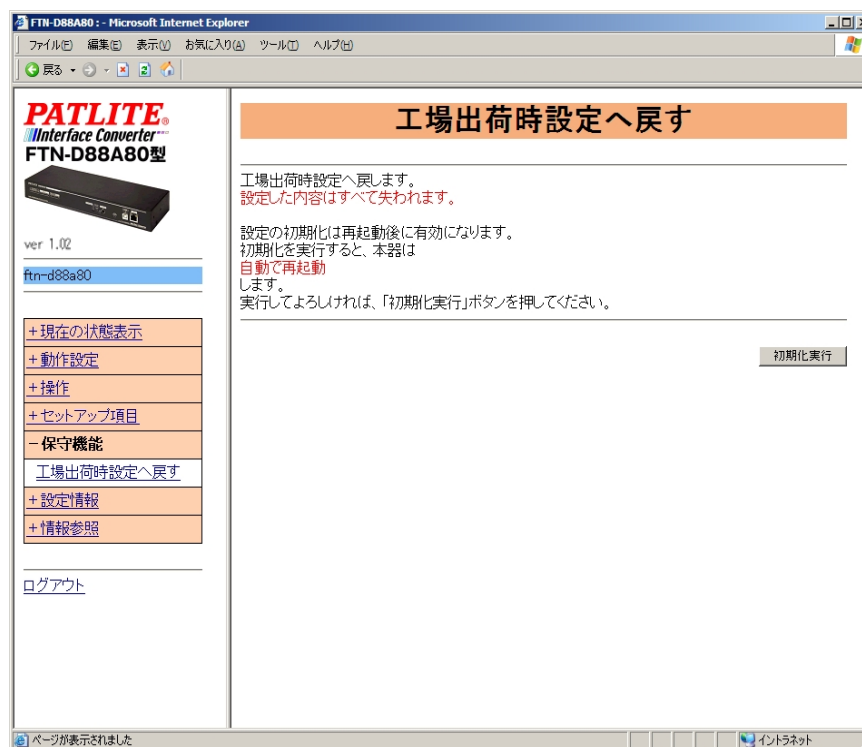 FTN-D88A80 : - Microsoft Internet Explorer
ファイル(F) 編集(E) 表示(V) お気に入り(A) ツール(T) ヘルプ(H)
戻る
PATLITE®
Interface Converter
FTN-D88A80型
ver 1.02
ftn-d88a80
+現在の状態表示
+動作設定
+操作
+セットアップ項目
-保守機能
工場出荷時設定へ戻す
+設定情報
+情報参照
ログアウト
工場出荷時設定へ戻す
工場出荷時設定へ戻します。
設定した内容はすべて失われます。
設定の初期化は再起動後に有効になります。
初期化を実行すると、本器は
自動で再起動
します。
実行してよろしければ、「初期化実行」ボタンを押してください。
初期化実行
ページが表示されました
イントラネット